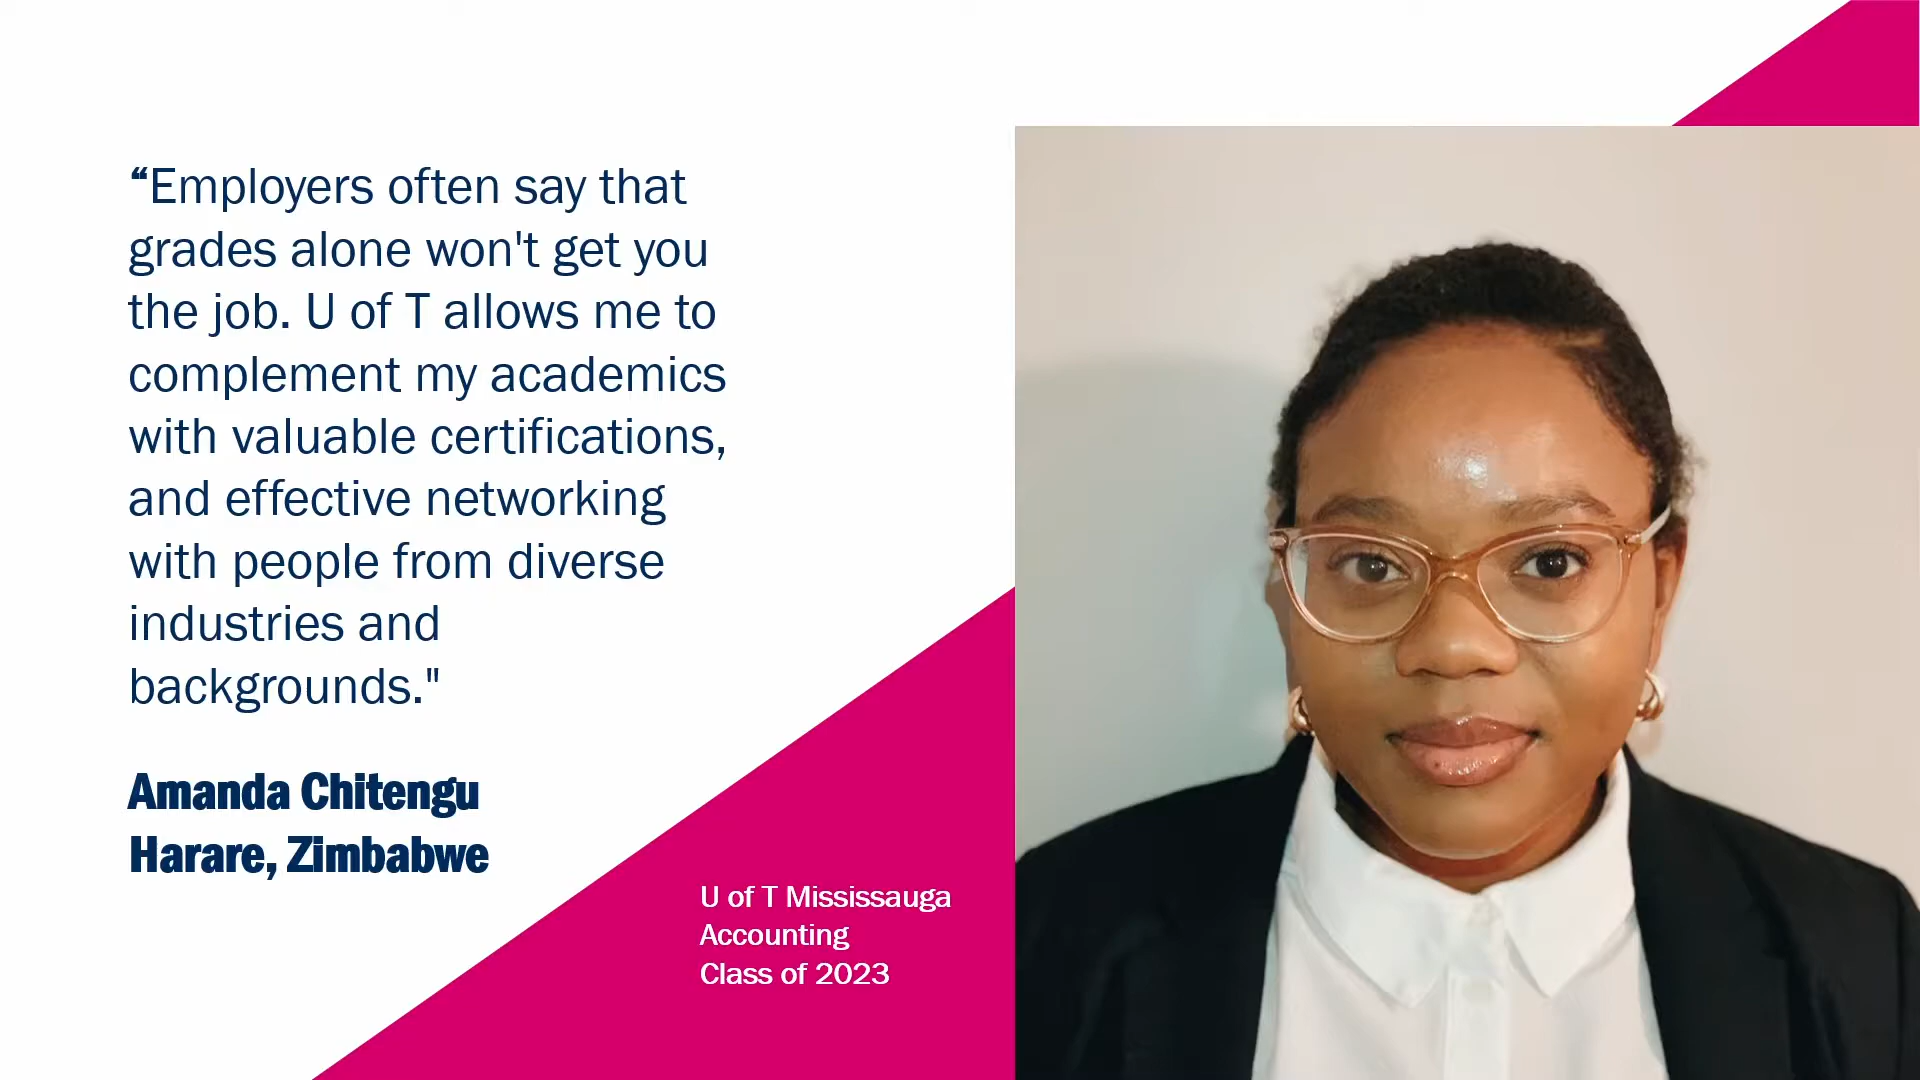 “Employers often say that
grades alone won't get you
the job. U of T allows me to
complement my academics
with valuable certifications,
and effective networking
with people from diverse
industries and
backgrounds."
Amanda Chitengu
Harare, Zimbabwe
U of T Mississauga
Accounting
Class of 2023